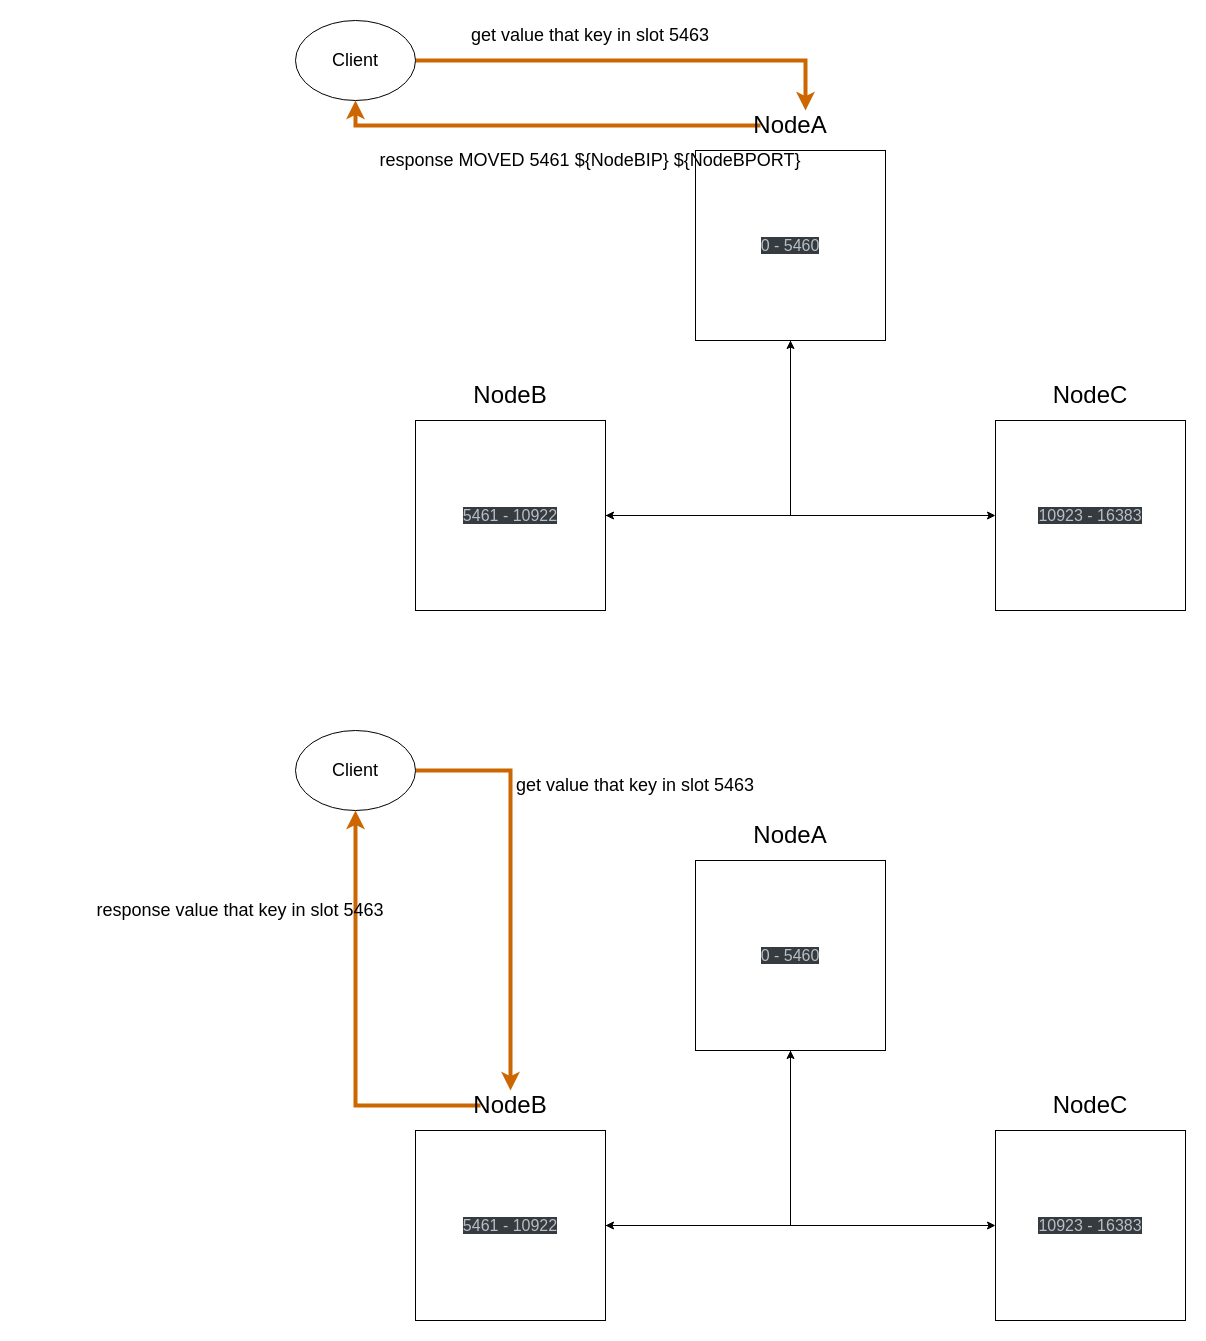 get value that key in slot 5463
Client
NodeA
response MOVED 5461 ${NodeBIP} ${NodeBPORT}
0 - 5460
NodeB
NodeC
5461 - 10922
10923 - 16383
Client
get value that key in slot 5463
NodeA
response value that key in slot 5463
0 - 5460
NodeB
NodeC
5461 - 10922
10923 - 16383